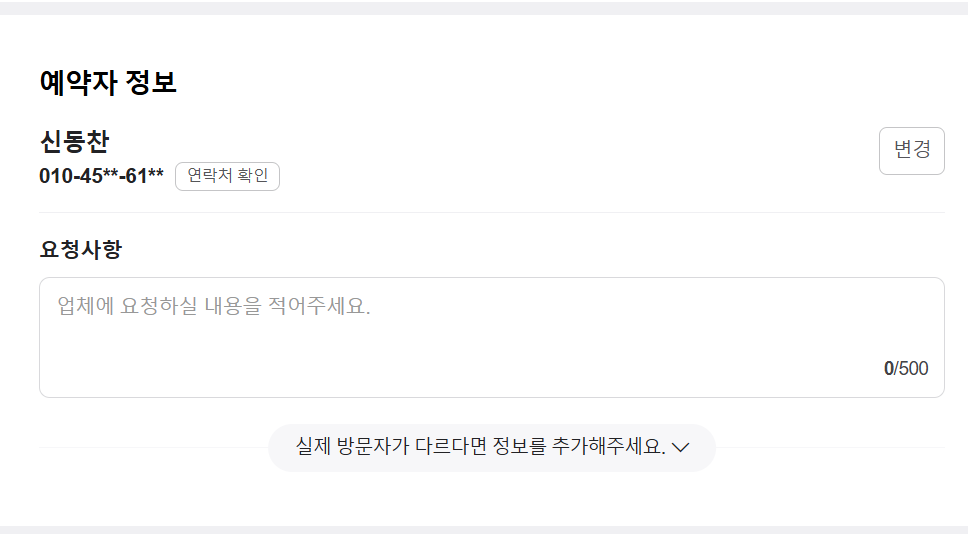 예약자 정보
신동찬
변경
010-45**-61** 연락처 확인
요청사항
업체에 요청하실 내용을 적어주세요.
0/500
실제 방문자가 다르다면 정보를 추가해주세요.